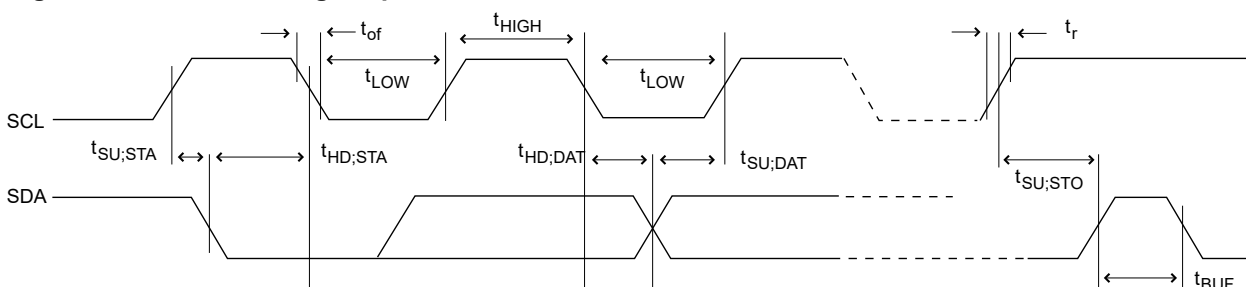 t_of
t_HIGH
t_r
t_LOW
t_LOW
SCL
t_SU;STA
t_HD;STA
t_HD;DAT
t_SU;DAT
t_SU;STO
SDA
t_BUF